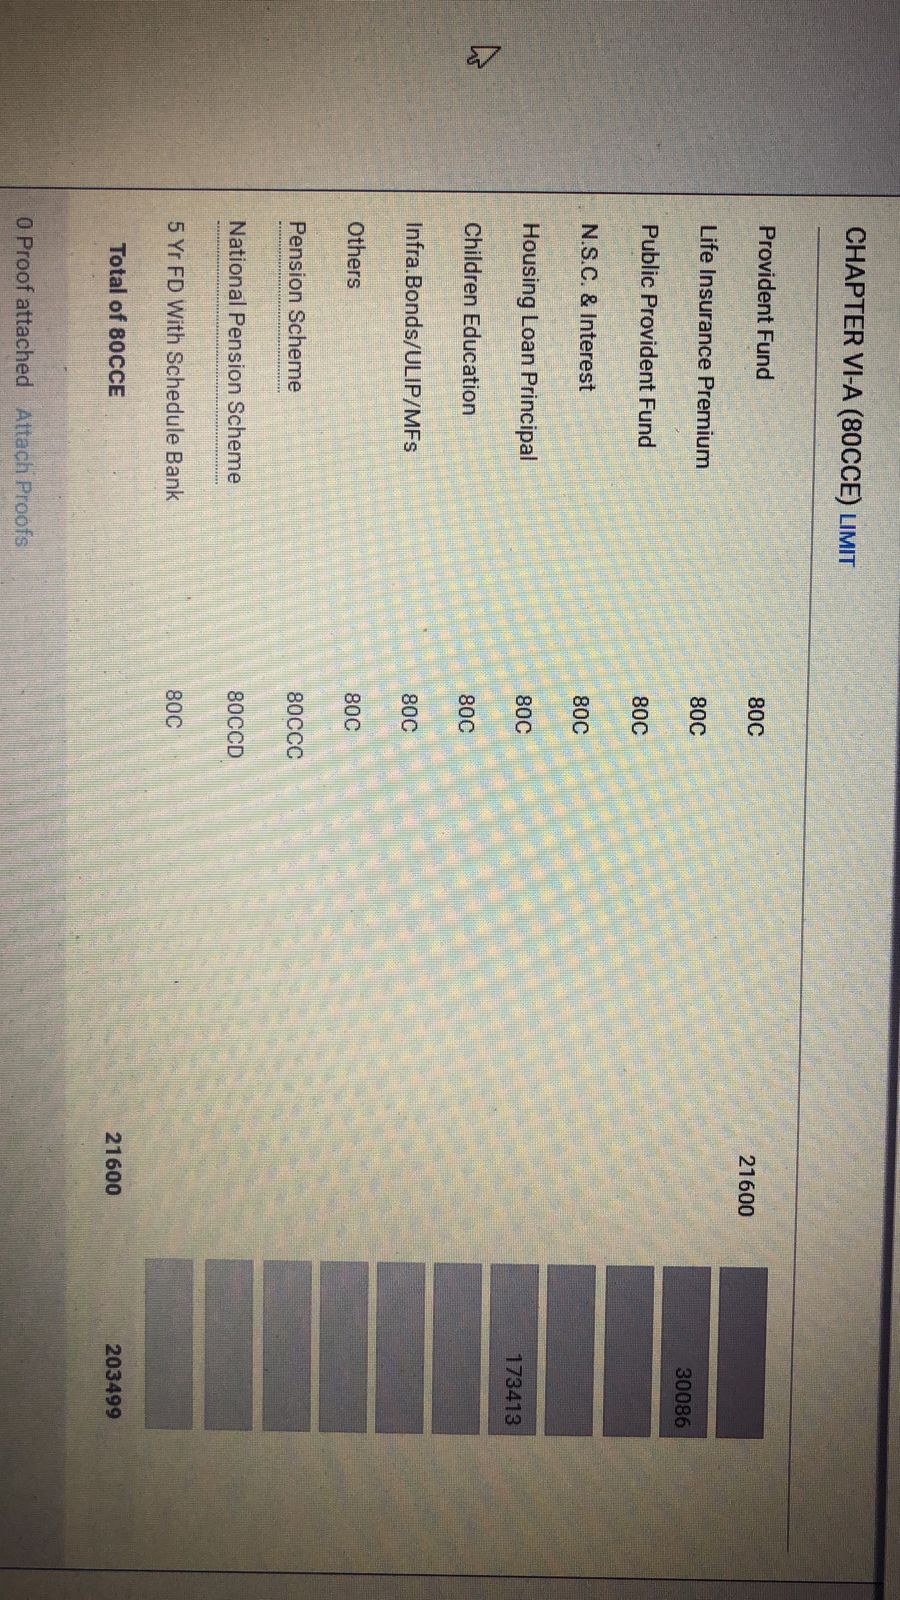 CHAPTER VI-A (80CCE) LIMIT
Provident Fund 80C 21600
Life Insurance Premium 80C 30086
Public Provident Fund 80C
N.S.C. & Interest 80C
Housing Loan Principal 80C 173413
Children Education 80C
Infra.Bonds/ULIP/MFs 80C
Others 80C
Pension Scheme 80CCC
National Pension Scheme 80CCD
5 Yr FD With Schedule Bank 80C
Total of 80CCE 21600 203499
0 Proof attached Attach Proofs